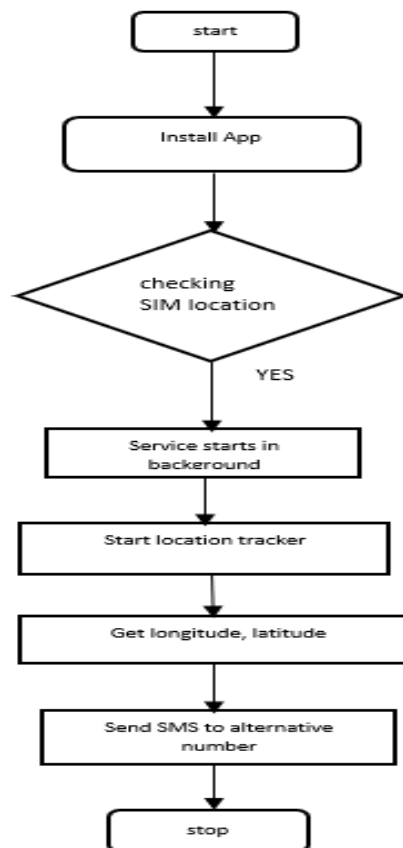 start
Install App
checking
SIM location
YES
Service starts in
background
Start location tracker
Get longitude, latitude
Send SMS to alternative
number
stop